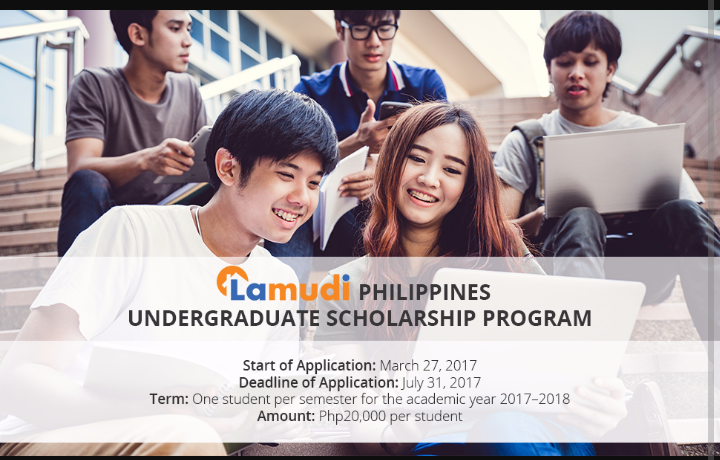 Lamudi PHILIPPINES
UNDERGRADUATE SCHOLARSHIP PROGRAM
Start of Application: March 27, 2017
Deadline of Application: July 31, 2017
Term: One student per semester for the academic year 2017–2018
Amount: Php20,000 per student